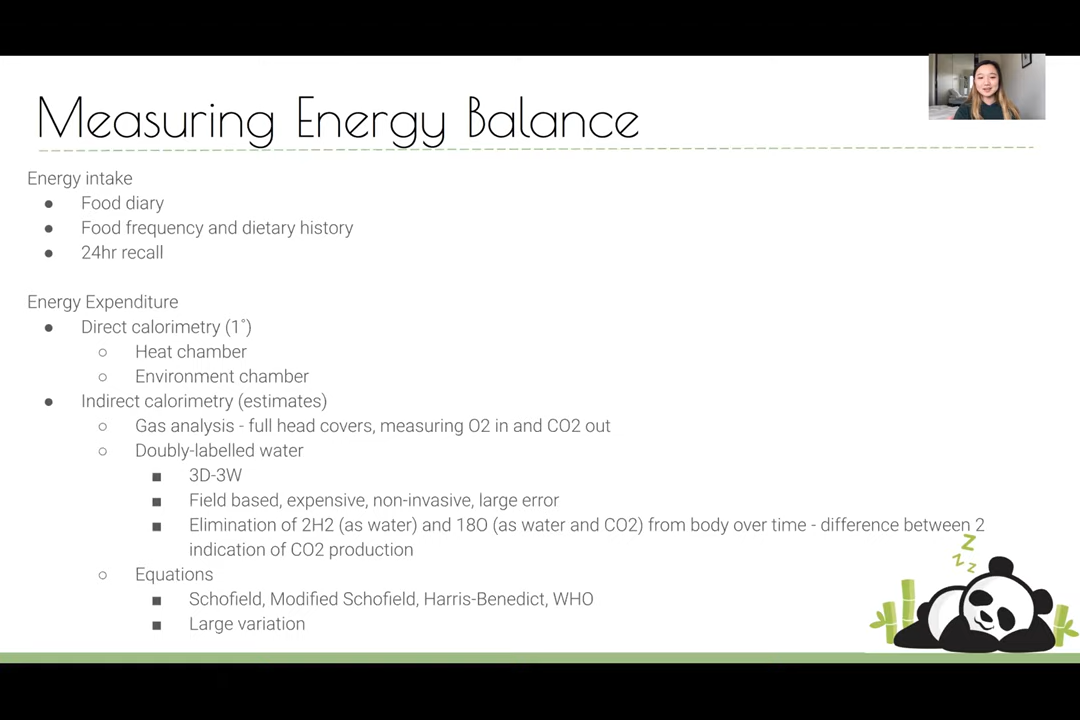 Measuring Energy Balance
Energy intake
● Food diary
● Food frequency and dietary history
● 24hr recall
Energy Expenditure
● Direct calorimetry (1˚)
○ Heat chamber
○ Environment chamber
● Indirect calorimetry (estimates)
○ Gas analysis - full head covers, measuring O2 in and CO2 out
○ Doubly-labelled water
■ 3D-3W
■ Field based, expensive, non-invasive, large error
■ Elimination of 2H2 (as water) and 18O (as water and CO2) from body over time - difference between 2
indication of CO2 production
○ Equations
■ Schofield, Modified Schofield, Harris-Benedict, WHO
■ Large variation
Z
Z
Z